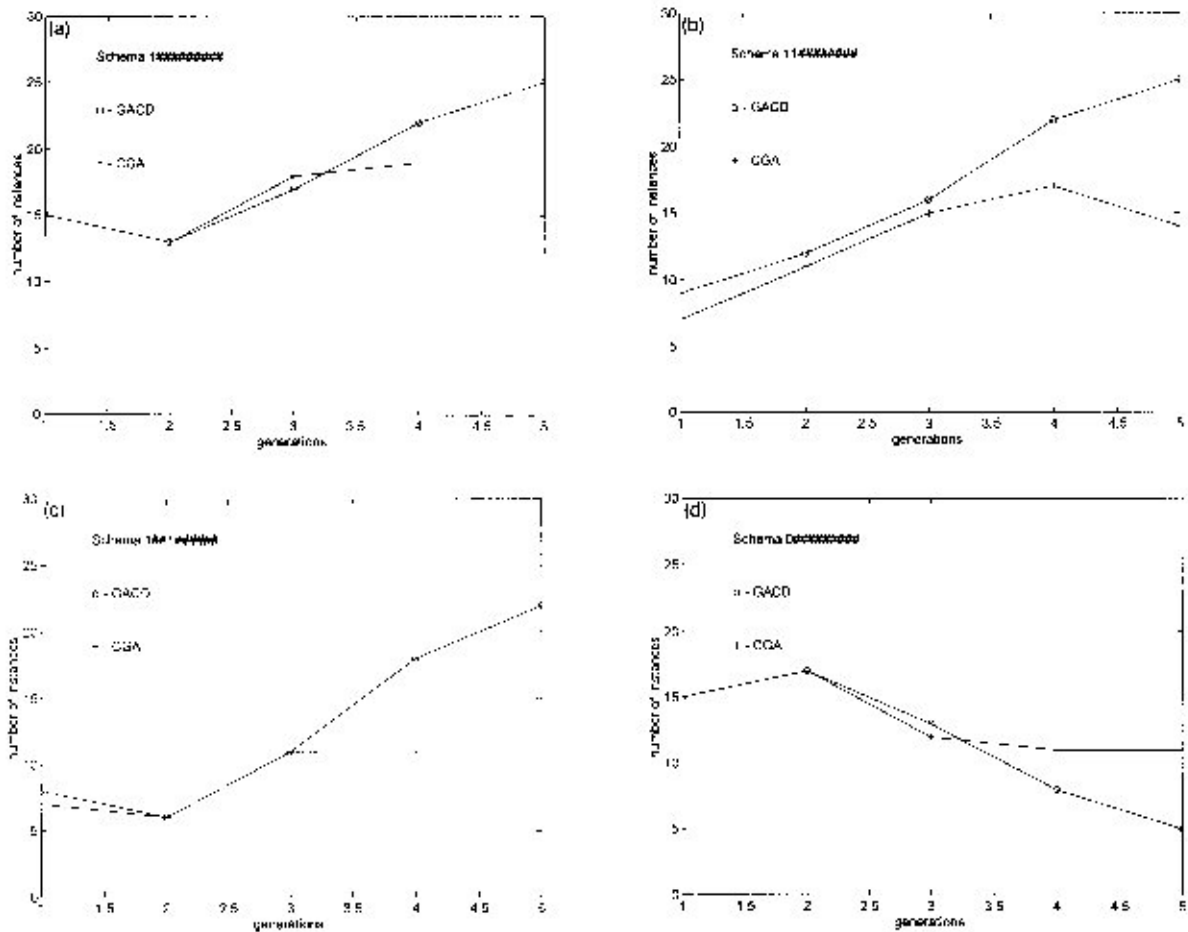 30
(a)
Schema 1#########
25
o - GACD
20
+ - CGA
15
10
5
0
1 1.5 2 2.5 3 3.5 4 4.5 5
generations
number of instances
30
(b)
Schema 11########
25
o - GACD
20
+ - CGA
15
10
5
0
1 1.5 2 2.5 3 3.5 4 4.5 5
generations
number of instances
30
(c)
25
o - GACD
20
- CGA
15
10
5
0
1 1.5 2 2.5 3 3.5 4 4.5 5
generations
number of instances
30
(d)
Schema 0#########
25
o - GACD
20
+ - CGA
15
10
5
0
1 1.5 2 2.5 3 3.5 4 4.5 5
generations
number of instances